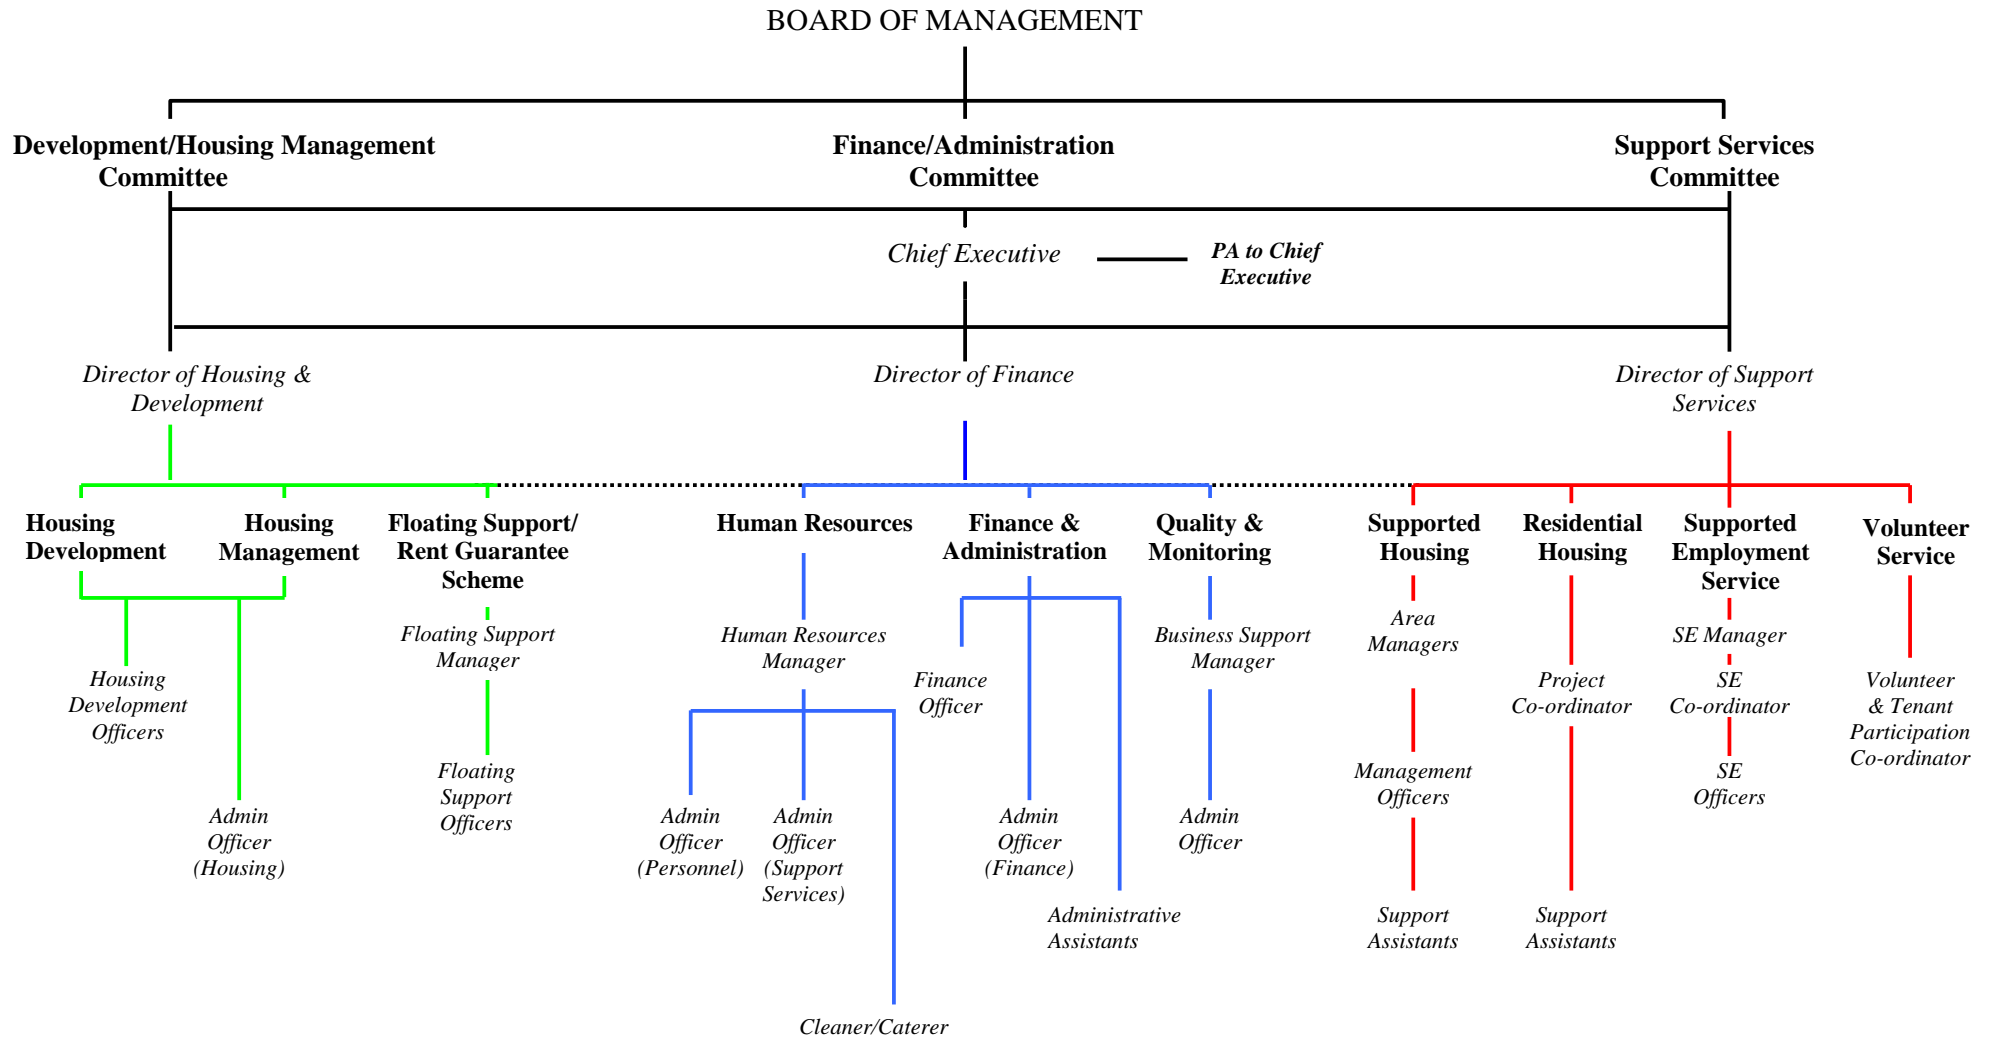 BOARD OF MANAGEMENT
Development/Housing Management
Committee
Finance/Administration
Committee
Support Services
Committee
Chief Executive
PA to Chief
Executive
Director of Housing &
Development
Director of Finance
Director of Support
Services
Housing
Development
Housing
Management
Floating Support/
Rent Guarantee
Scheme
Human Resources
Finance &
Administration
Quality &
Monitoring
Supported
Housing
Residential
Housing
Supported
Employment
Service
Volunteer
Service
Housing
Development
Officers
Admin
Officer
(Housing)
Floating Support
Manager
Floating
Support
Officers
Human Resources
Manager
Admin
Officer
(Personnel)
Admin
Officer
(Support
Services)
Cleaner/Caterer
Finance
Officer
Admin
Officer
(Finance)
Administrative
Assistants
Business Support
Manager
Admin
Officer
Area
Managers
Management
Officers
Support
Assistants
Project
Co-ordinator
Support
Assistants
SE Manager
SE
Co-ordinator
SE
Officers
Volunteer
& Tenant
Participation
Co-ordinator